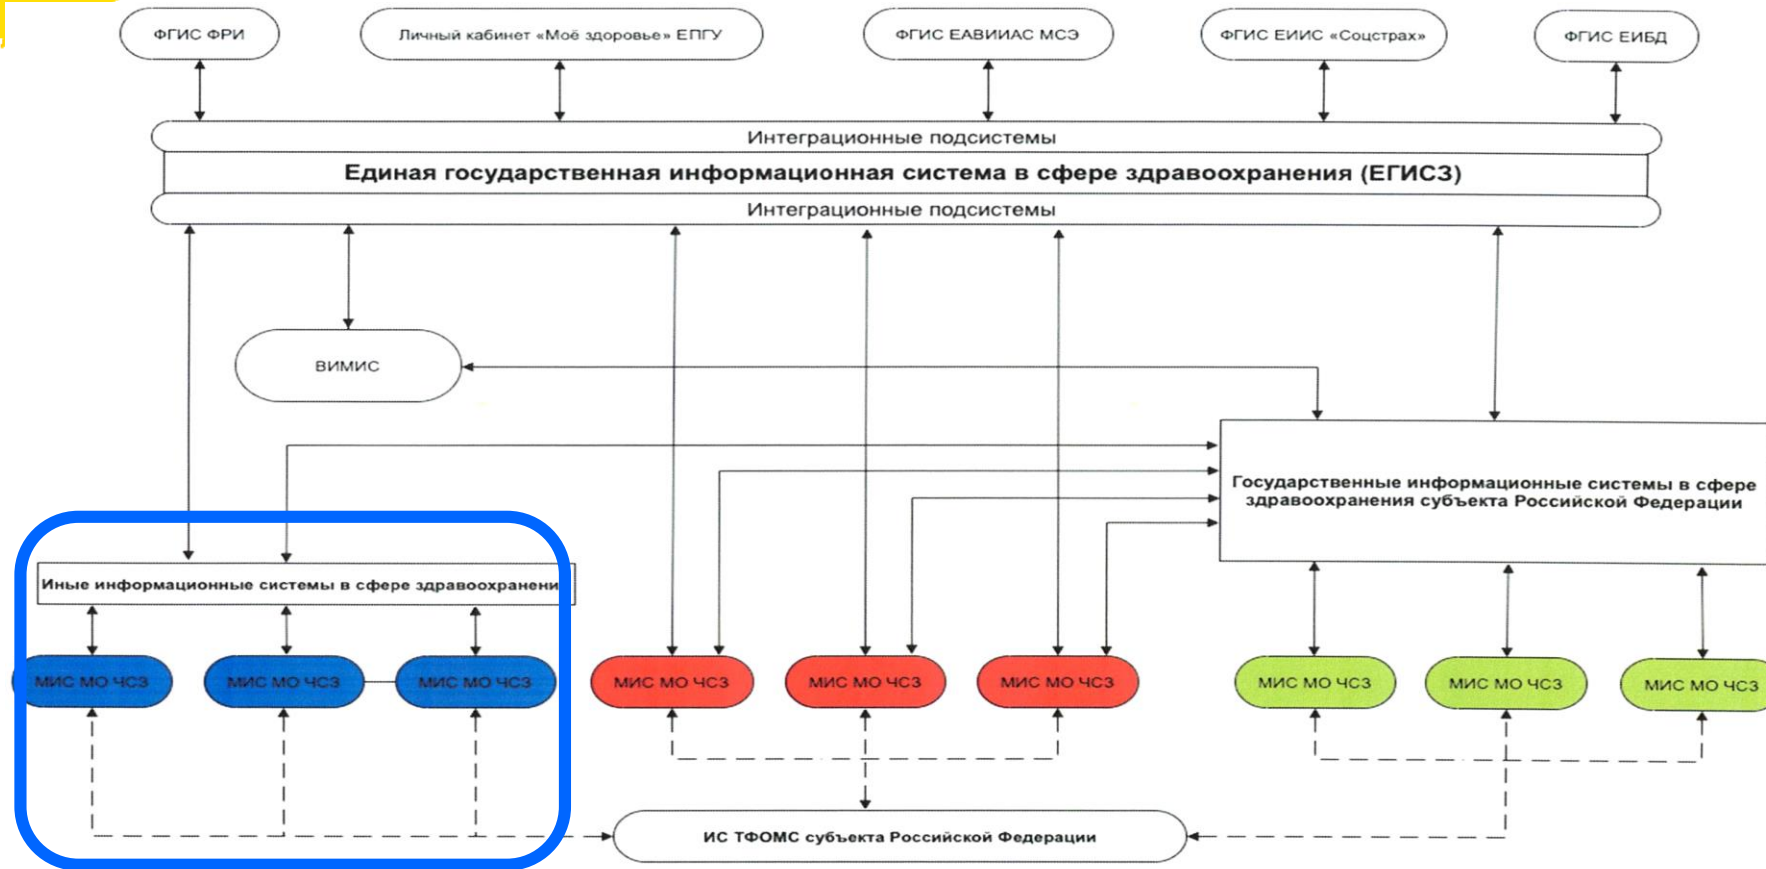 ФГИС ФРИ
Личный кабинет «Моё здоровье» ЕПГУ
ФГИС ЕАВИИАС МСЭ
ФГИС ЕИИС «Соцстрах»
ФГИС ЕИБД
Интеграционные подсистемы
Единая государственная информационная система в сфере здравоохранения (ЕГИСЗ)
Интеграционные подсистемы
ВИМИС
Государственные информационные системы в сфере
здравоохранения субъекта Российской Федерации
Иные информационные системы в сфере здравоохранени
МИС МО ЧСЗ
МИС МО ЧСЗ
МИС МО ЧСЗ
МИС МО ЧСЗ
МИС МО ЧСЗ
МИС МО ЧСЗ
МИС МО ЧСЗ
МИС МО ЧСЗ
МИС МО ЧСЗ
ИС ТФОМС субъекта Российской Федерации